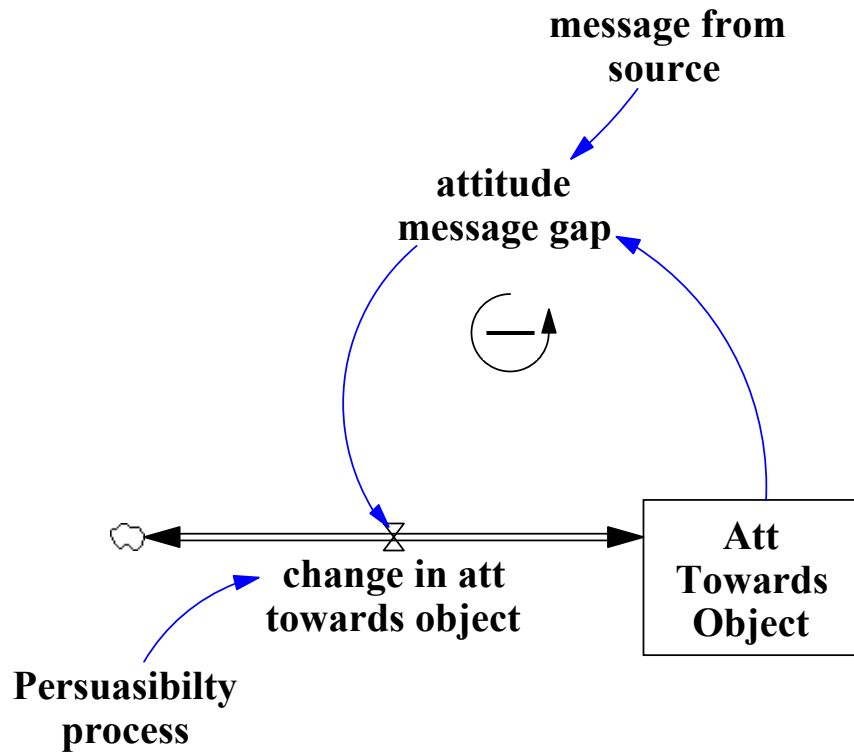 message from
source
attitude
message gap
change in att
towards object
Att
Towards
Object
Persuasibilty
process